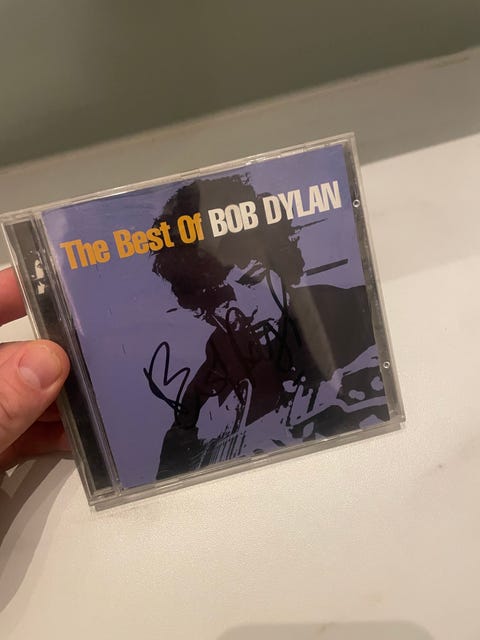 The Best Of BOB DYLAN